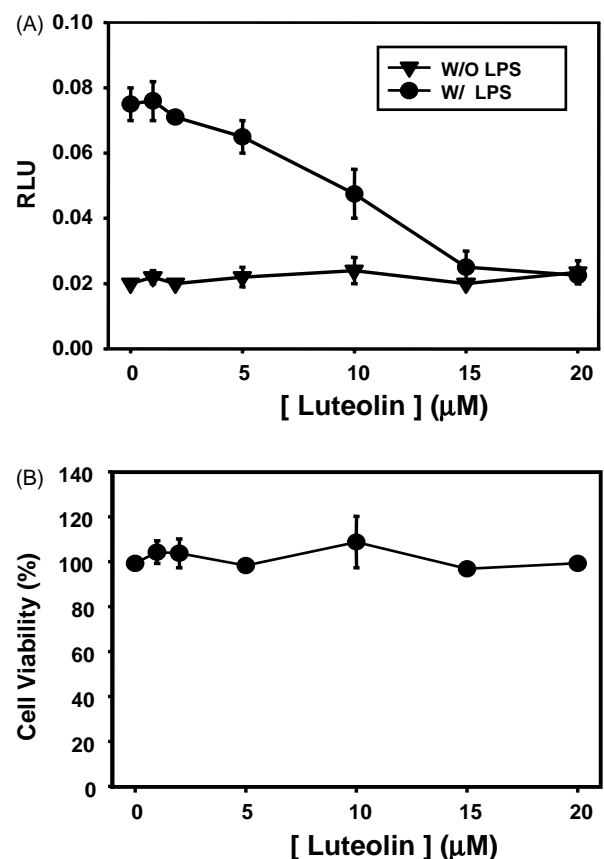 (A)
RLU
0.10
0.08
0.06
0.04
0.02
0.00
W/O LPS
W/ LPS
0 5 10 15 20
[ Luteolin ] (μM)
(B)
Cell Viability (%)
140
120
100
80
60
40
20
0
0 5 10 15 20
[ Luteolin ] (μM)